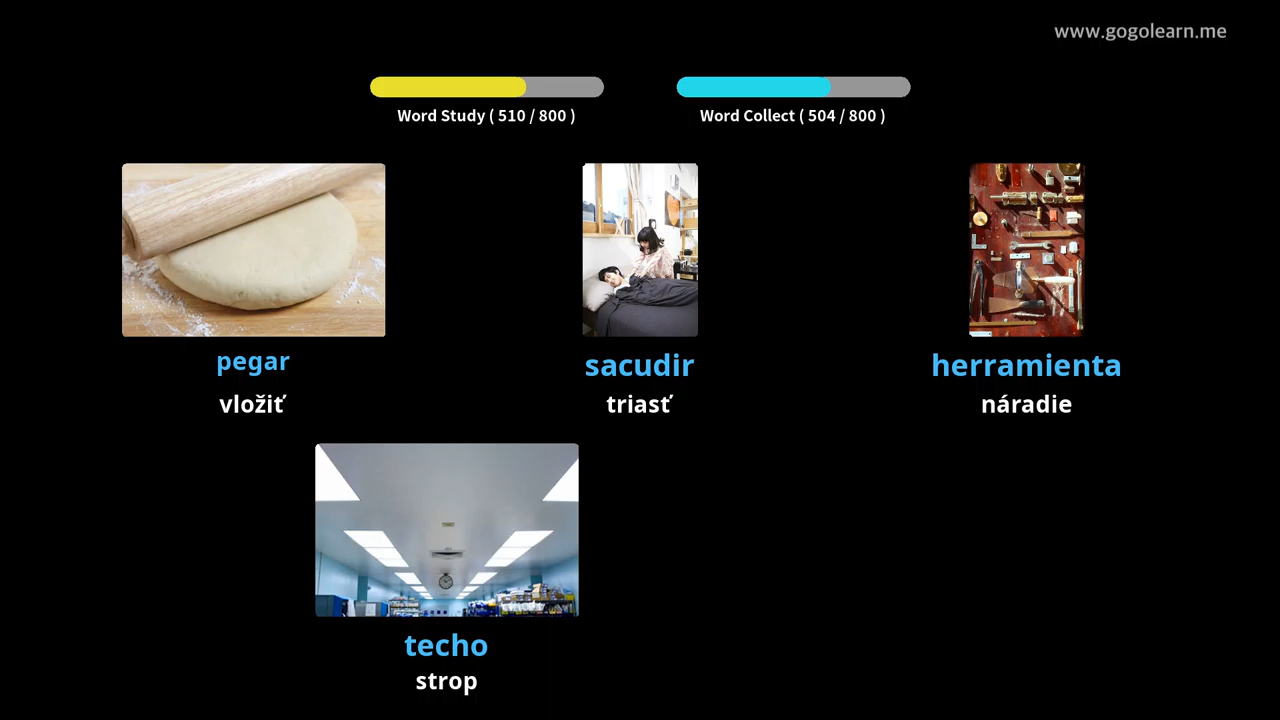 www.gogolearn.me
Word Study ( 510 / 800 )
Word Collect ( 504 / 800 )
pegar
vložiť
sacudir
triasť
herramienta
náradie
techo
strop